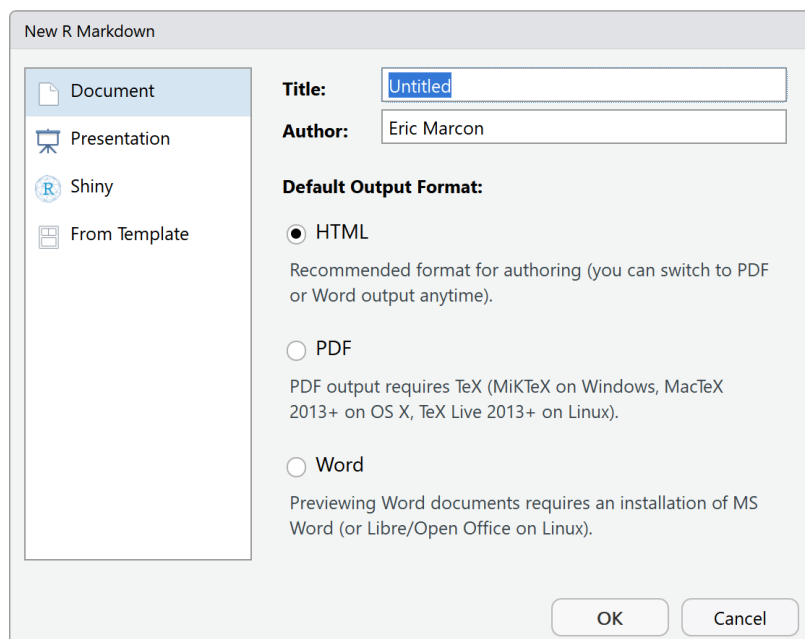 New R Markdown
Document
Presentation
R Shiny
From Template
Title: Untitled
Author: Eric Marcon
Default Output Format:
HTML
Recommended format for authoring (you can switch to PDF
or Word output anytime).
PDF
PDF output requires TeX (MiKTeX on Windows, MacTeX
2013+ on OS X, TeX Live 2013+ on Linux).
Word
Previewing Word documents requires an installation of MS
Word (or Libre/Open Office on Linux).
OK Cancel